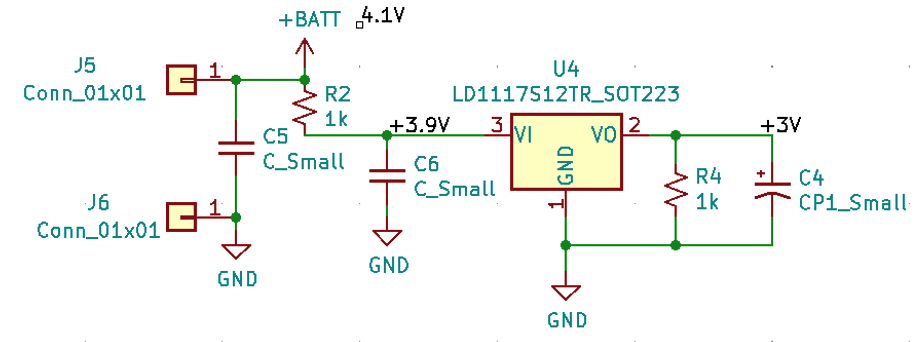 +BATT 4.1V
J5
Conn_01x01
1
R2
1k
C5
C_Small
J6
Conn_01x01
1
GND
+3.9V
C6
C_Small
GND
U4
LD1117S12TR_SOT223
3 VI VO 2
GND
1
GND
+3V
R4
1k
+
C4
CP1_Small